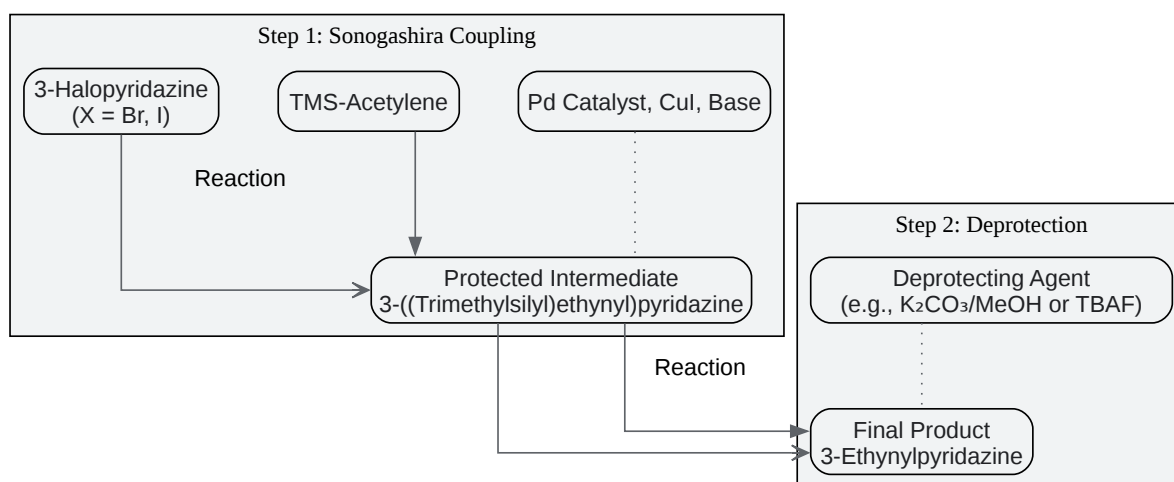 Step 1: Sonogashira Coupling
3-Halopyridazine
(X = Br, I)
TMS-Acetylene
Pd Catalyst, CuI, Base
Reaction
Protected Intermediate
3-((Trimethylsilyl)ethynyl)pyridazine
Step 2: Deprotection
Deprotecting Agent
(e.g., K₂CO₃/MeOH or TBAF)
Reaction
Final Product
3-Ethynylpyridazine